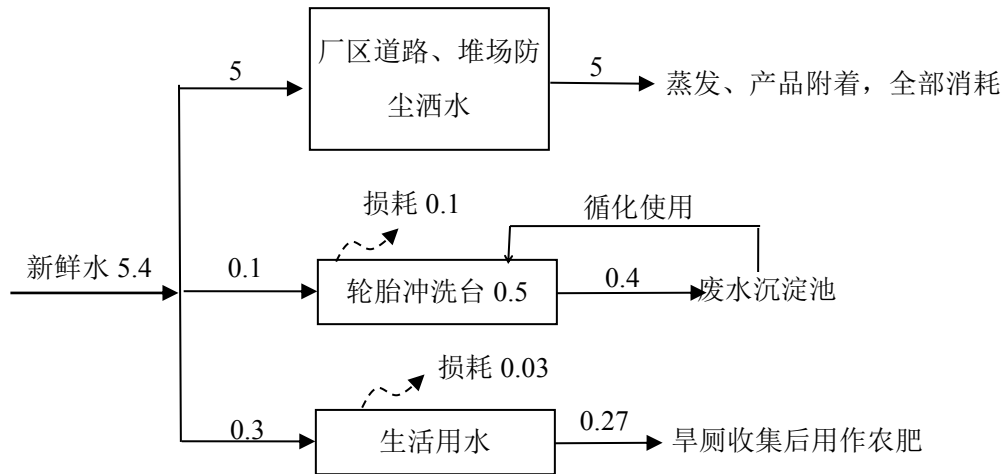 厂区道路、堆场防
尘洒水
5
5
蒸发、产品附着，全部消耗
损耗 0.1
循化使用
新鲜水 5.4
0.1
轮胎冲洗台 0.5
0.4
废水沉淀池
损耗 0.03
0.3
生活用水
0.27
旱厕收集后用作农肥